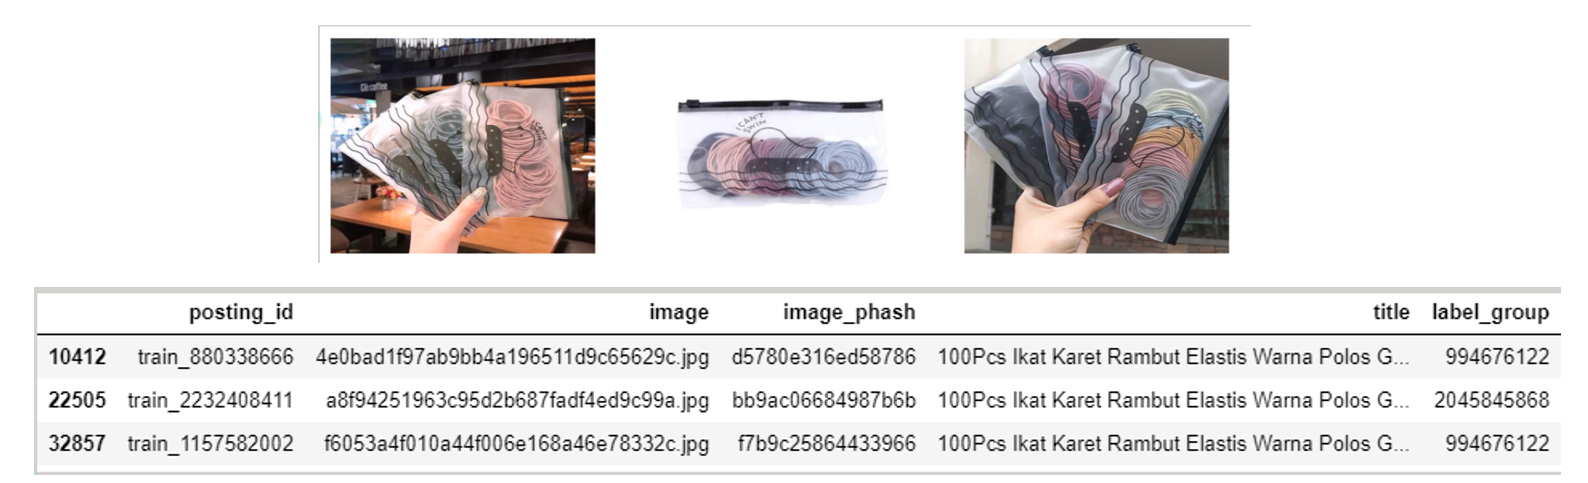 I CAN'T
SWIM
posting_id image image_phash title label_group
10412 train_880338666 4e0bad1f97ab9bb4a196511d9c65629c.jpg d5780e316ed58786 100Pcs Ikat Karet Rambut Elastis Warna Polos G... 994676122
22505 train_2232408411 a8f94251963c95d2b687fadf4ed9c99a.jpg bb9ac06684987b6b 100Pcs Ikat Karet Rambut Elastis Warna Polos G... 2045845868
32857 train_1157582002 f6053a4f010a44f006e168a46e78332c.jpg f7b9c25864433966 100Pcs Ikat Karet Rambut Elastis Warna Polos G... 994676122